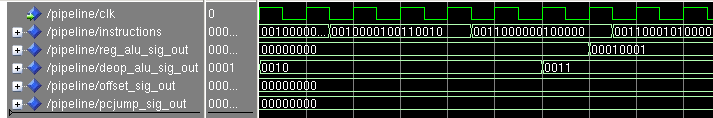 /pipeline/clk 0
/pipeline/instructions 000... 00100000... 0010000100110010 0011000000100000 0011000101000000
/pipeline/reg_alu_sig_out 000... 00000000 00010001
/pipeline/deop_alu_sig_out 0001 0010 0011
/pipeline/offset_sig_out 000... 00000000
/pipeline/pcjump_sig_out 000... 00000000